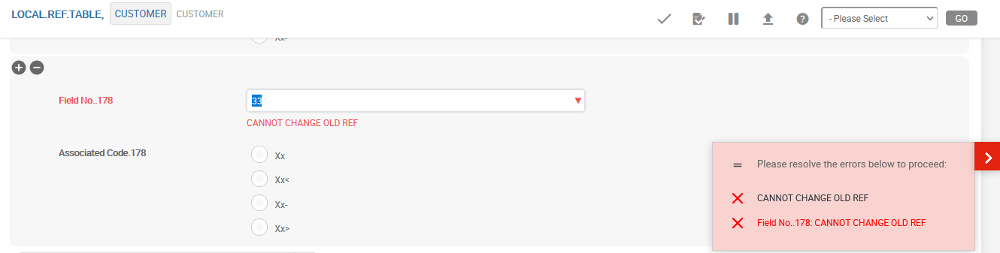 LOCAL.REF.TABLE, CUSTOMER CUSTOMER
- Please Select GO
Field No..178 33
CANNOT CHANGE OLD REF
Associated Code.178 Xx
Xx<
Xx-
Xx>
Please resolve the errors below to proceed:
CANNOT CHANGE OLD REF
Field No..178: CANNOT CHANGE OLD REF